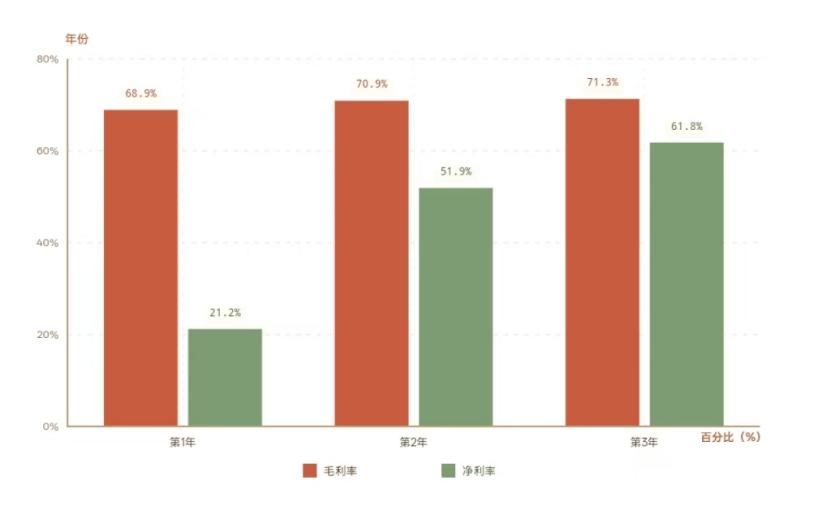 年份
80%
68.9%
70.9%
71.3%
61.8%
60%
51.9%
40%
21.2%
20%
0%
第1年
第2年
第3年
百分比（%）
毛利率
净利率